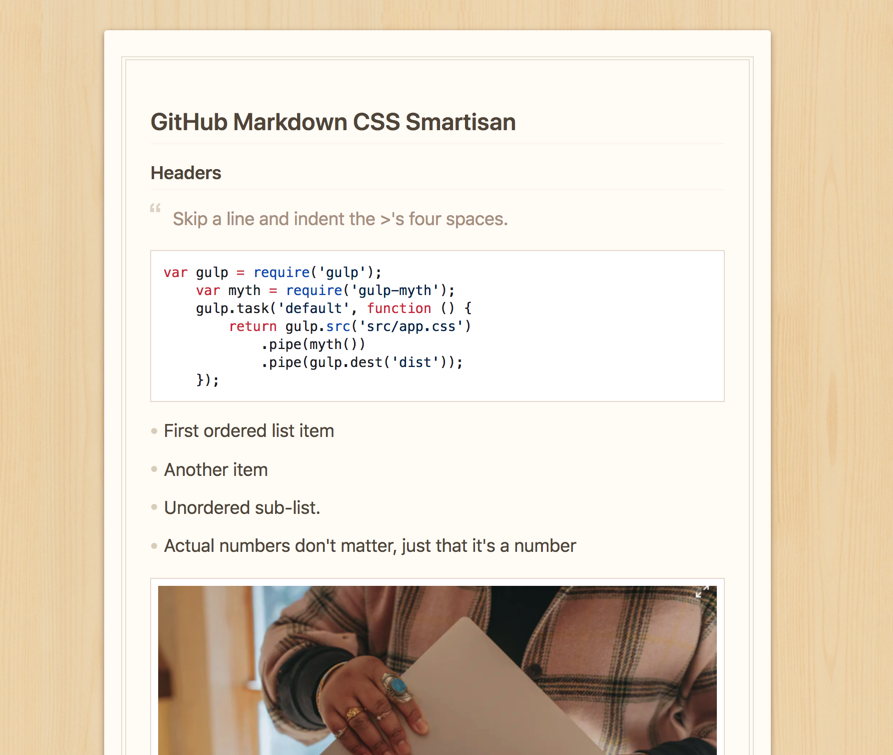 GitHub Markdown CSS Smartisan
Headers
“ Skip a line and indent the >'s four spaces.
var gulp = require('gulp');
    var myth = require('gulp-myth');
    gulp.task('default', function () {
        return gulp.src('src/app.css')
            .pipe(myth())
            .pipe(gulp.dest('dist'));
    });
• First ordered list item
• Another item
• Unordered sub-list.
• Actual numbers don't matter, just that it's a number